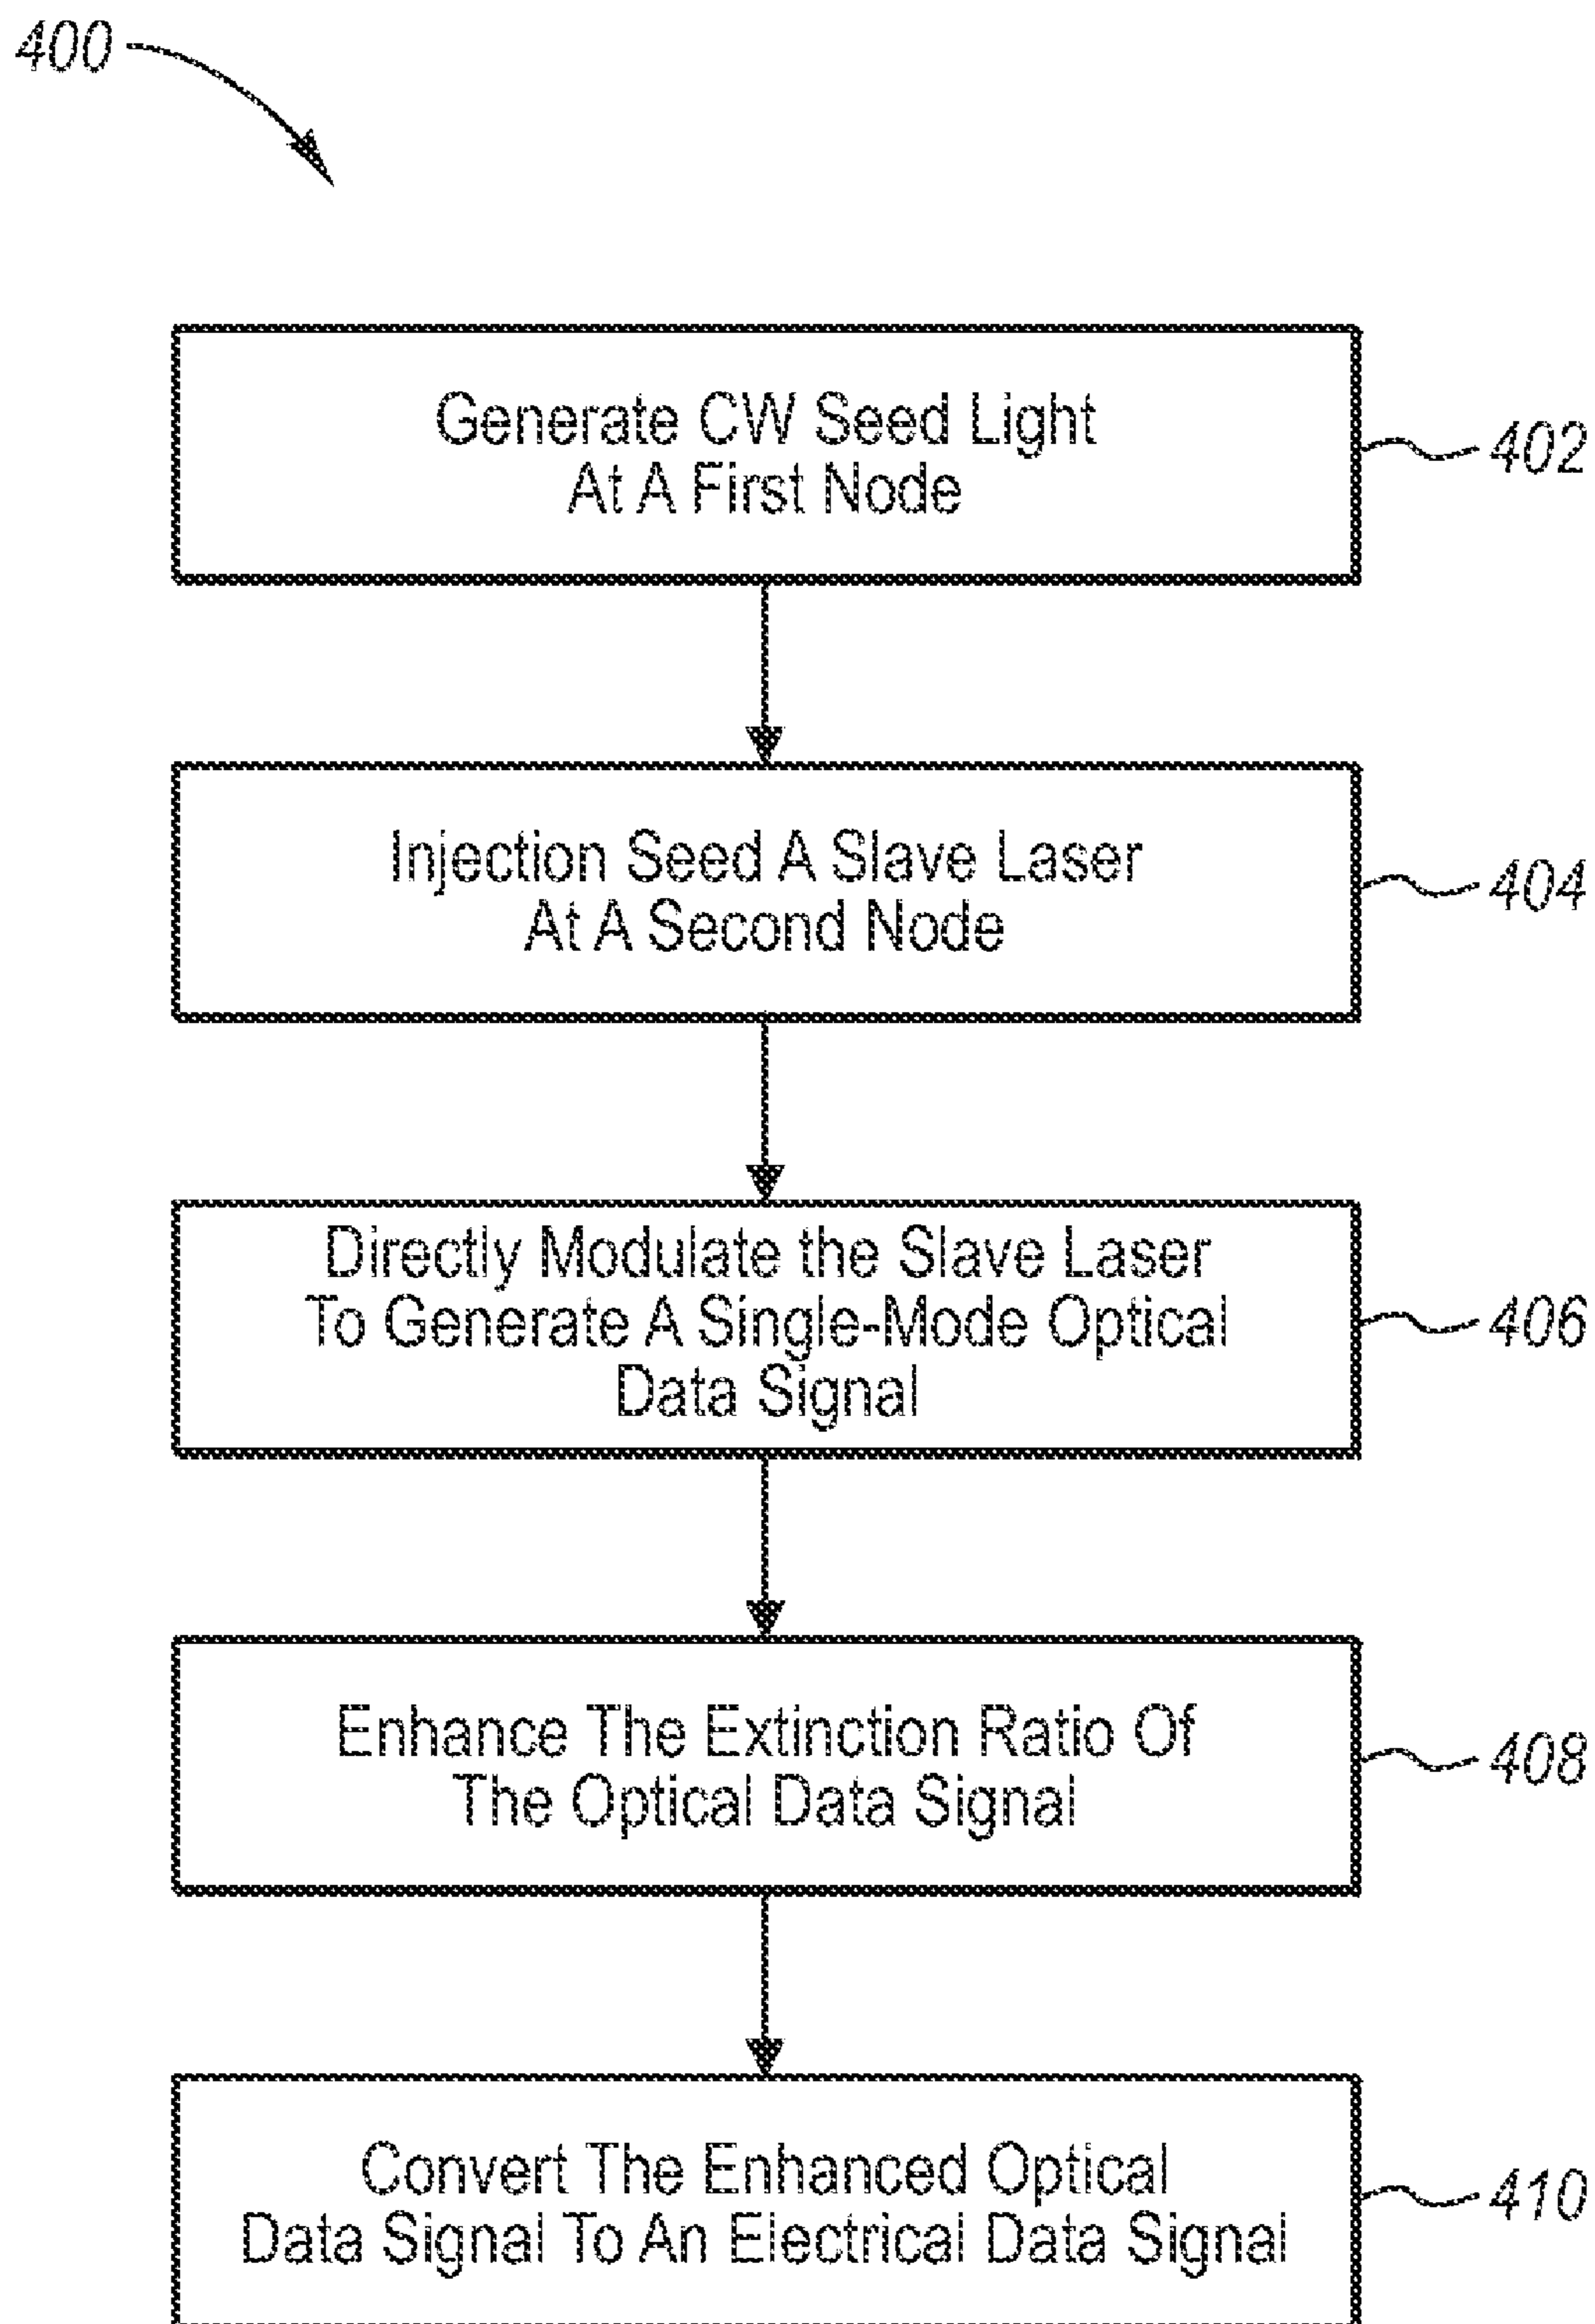 400
Generate CW Seed Light
At A First Node
402
Injection Seed A Slave Laser
At A Second Node
404
Directly Modulate the Slave Laser
To Generate A Single-Mode Optical
Data Signal
406
Enhance The Extinction Ratio Of
The Optical Data Signal
408
Convert The Enhanced Optical
Data Signal To An Electrical Data Signal
410